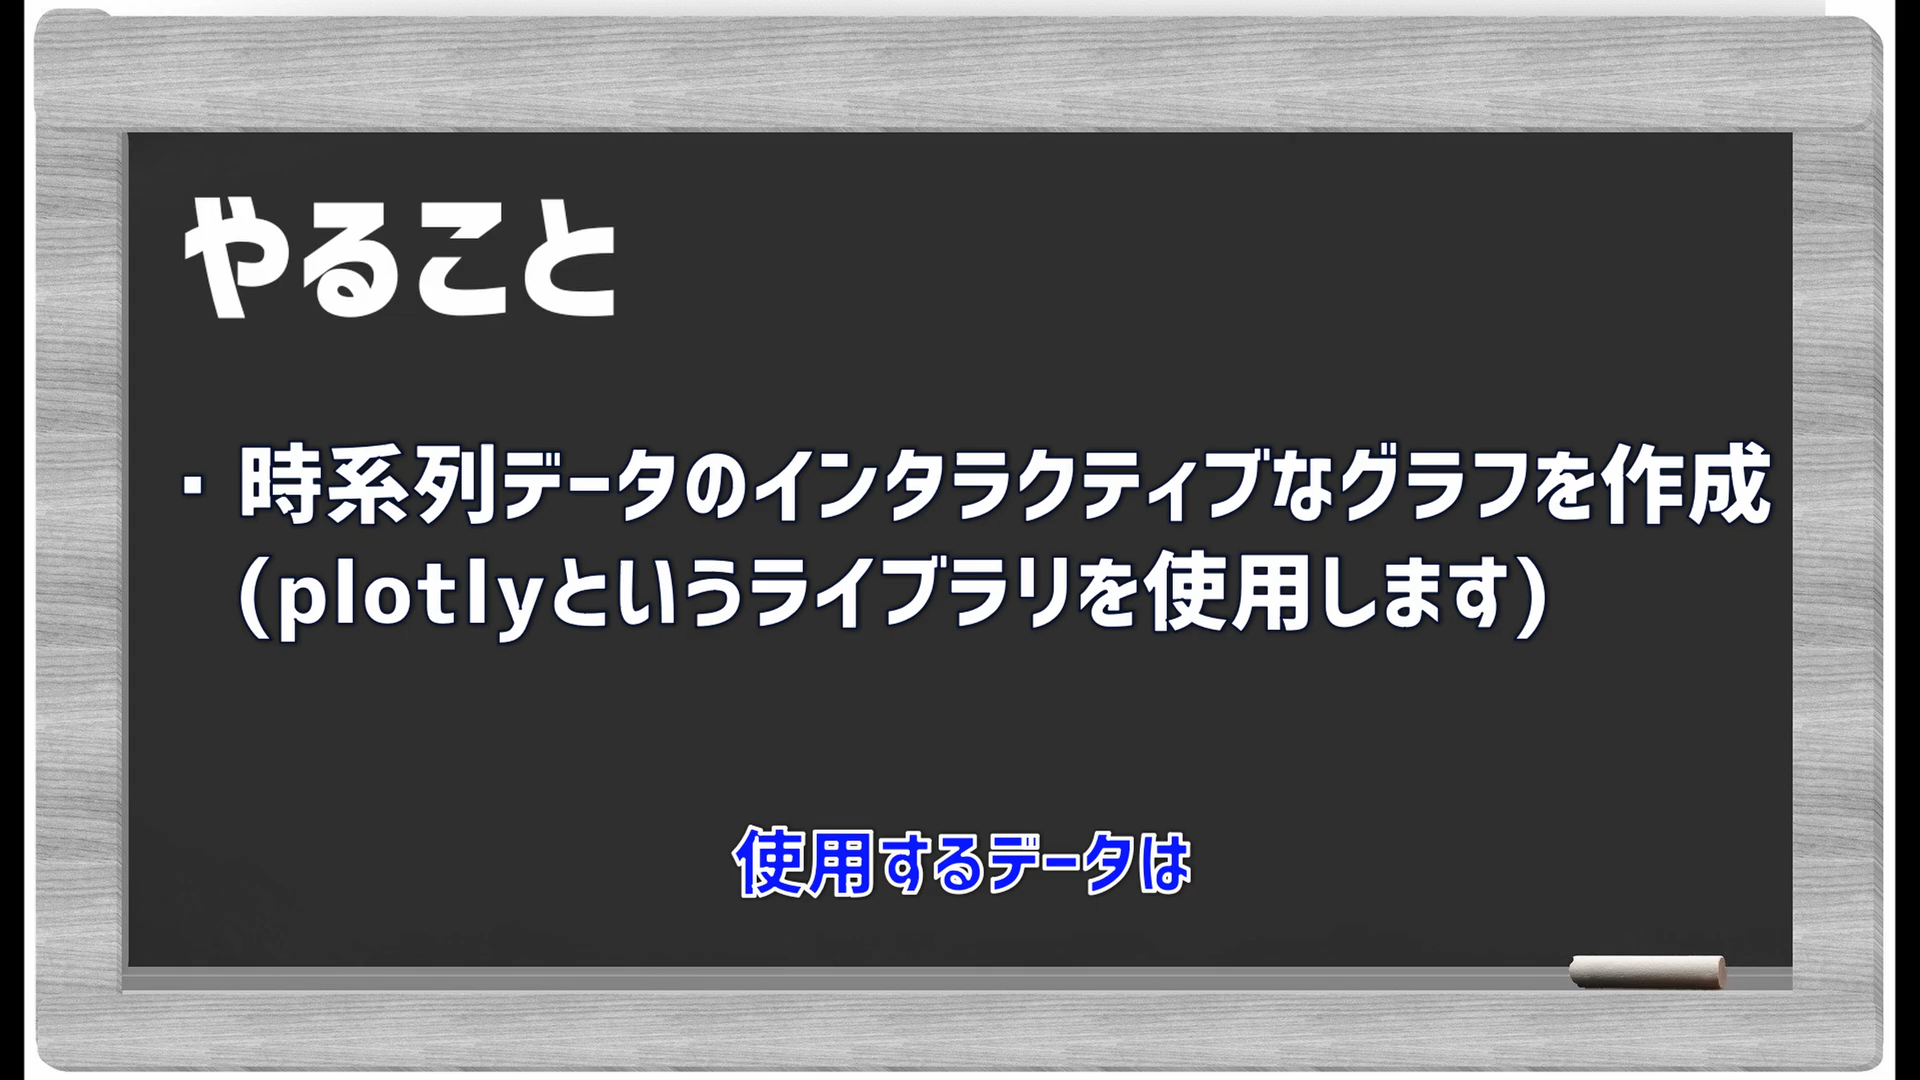 やること
・時系列データのインタラクティブなグラフを作成
(plotlyというライブラリを使用します)
使用するデータは